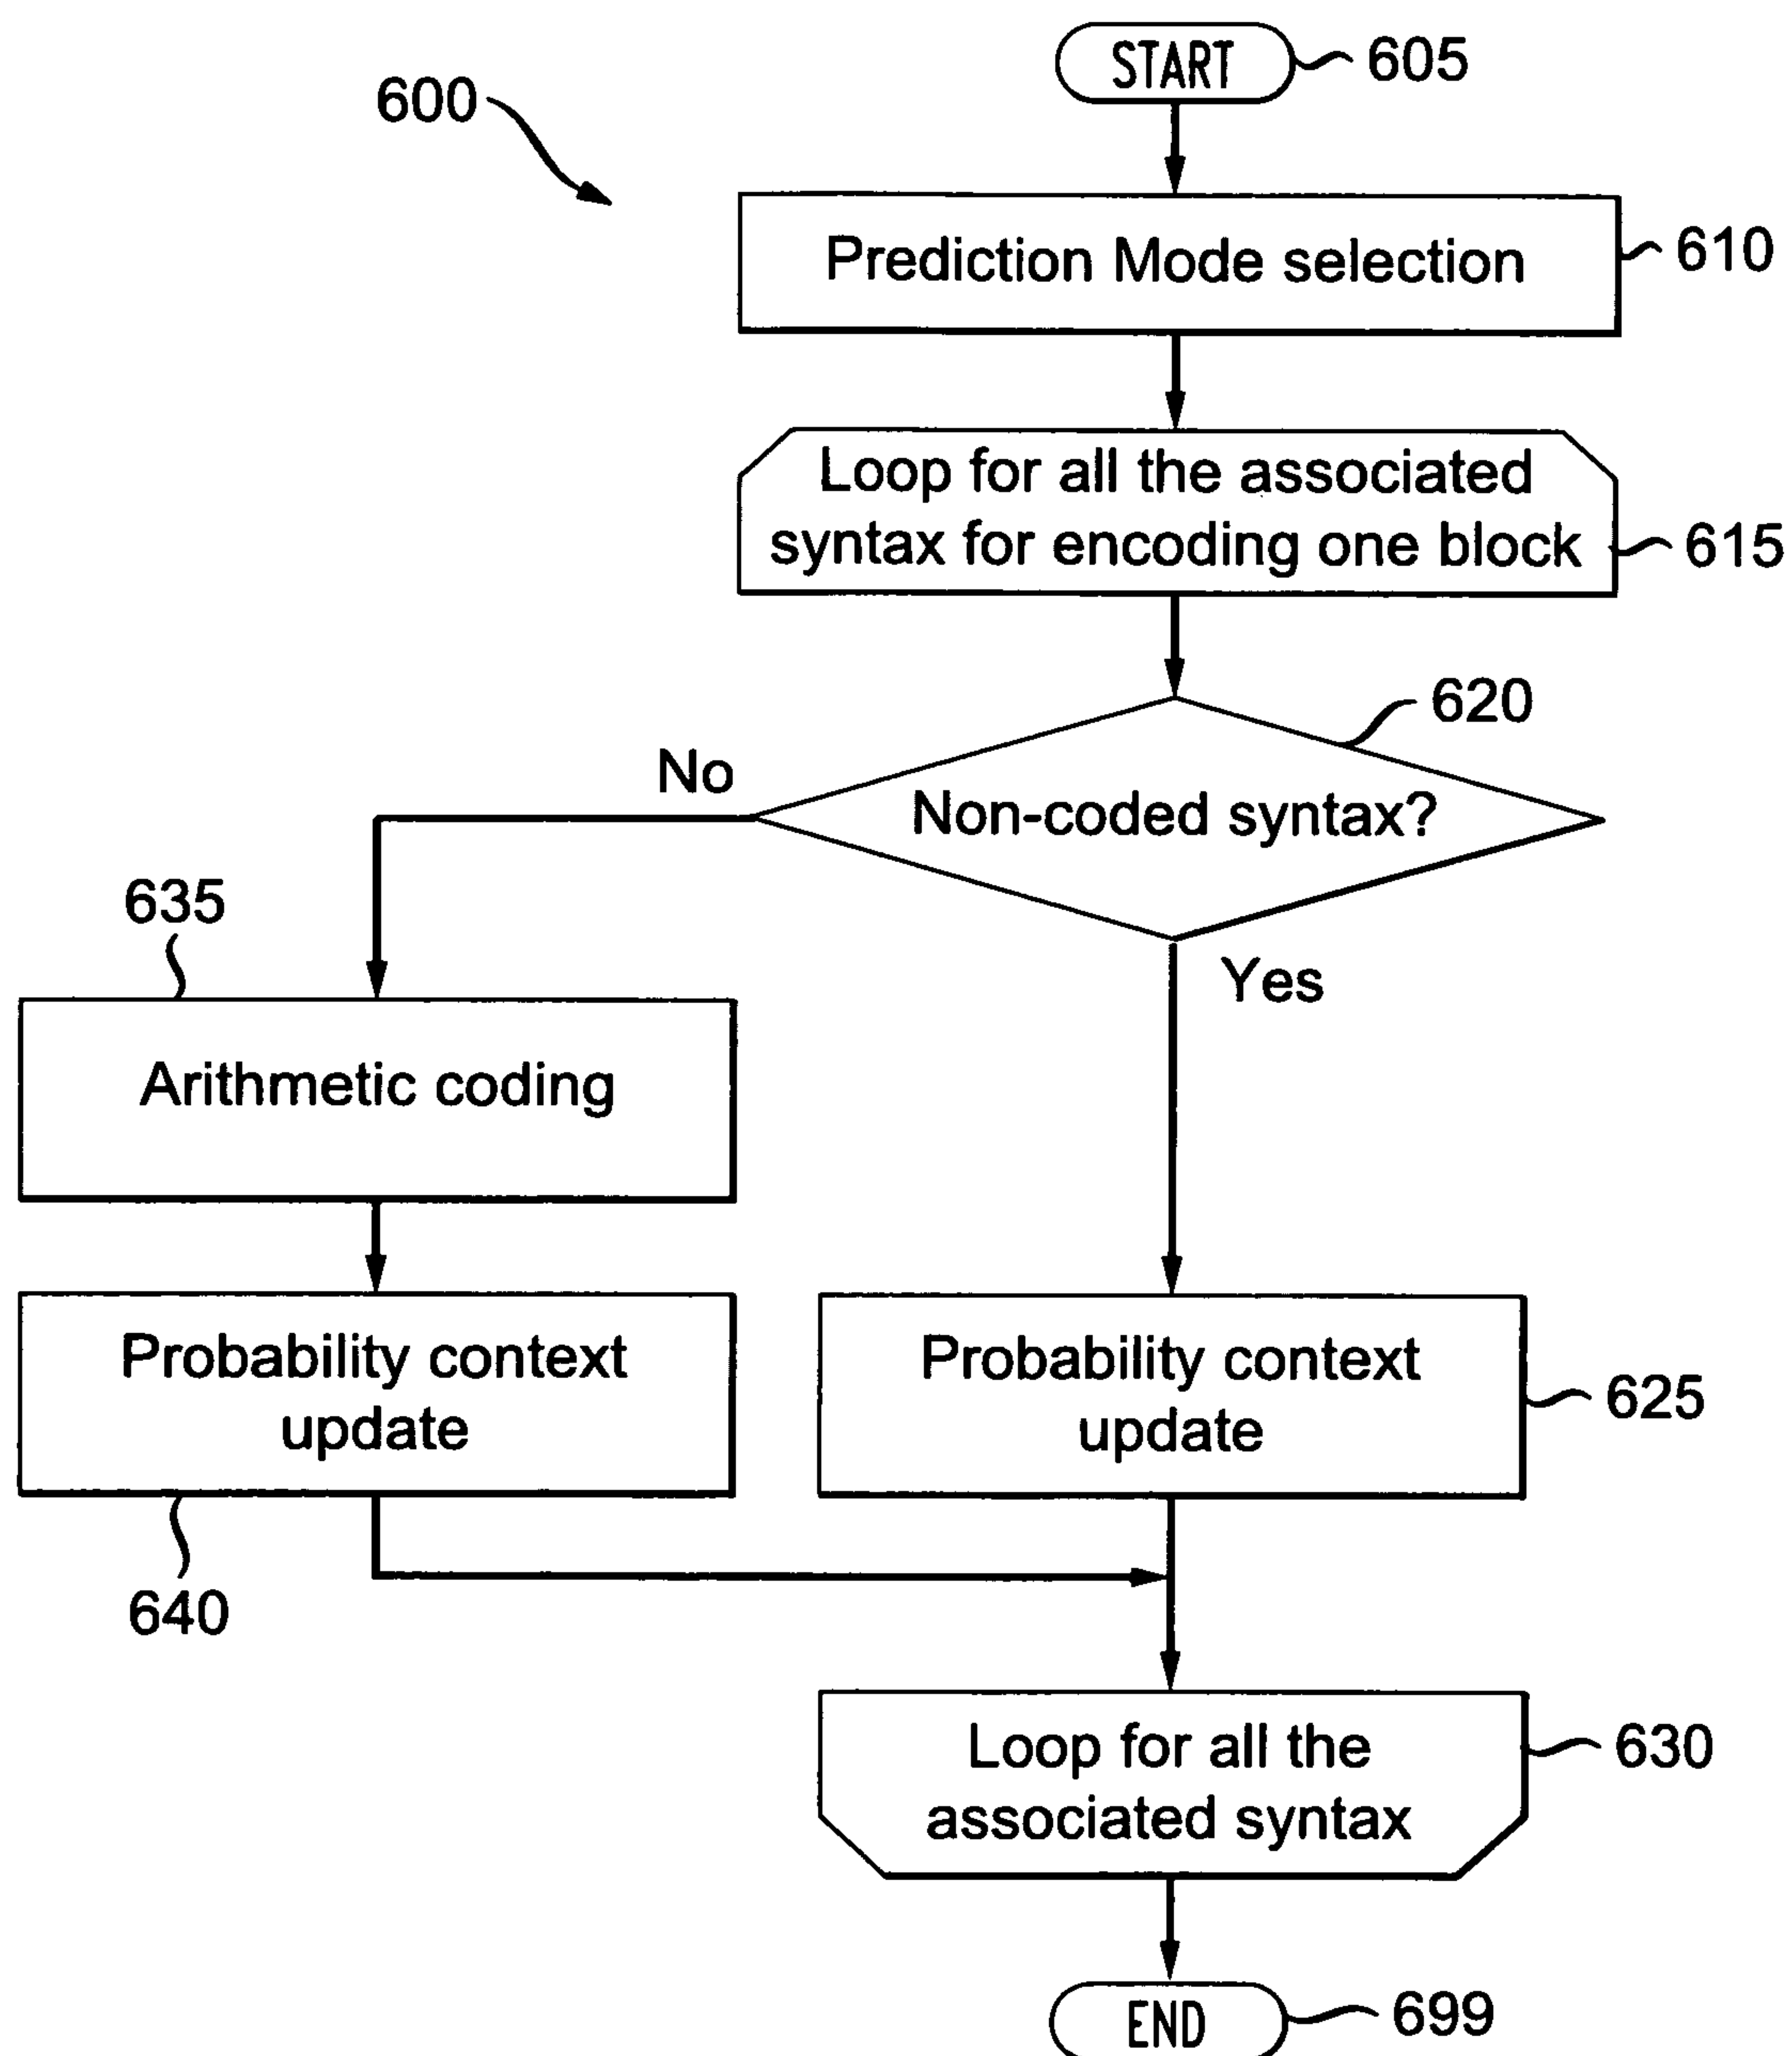 START
605
600
Prediction Mode selection
610
Loop for all the associated
syntax for encoding one block
615
620
No
Non-coded syntax?
Yes
635
Arithmetic coding
Probability context
update
Probability context
update
625
640
Loop for all the
associated syntax
630
END
699